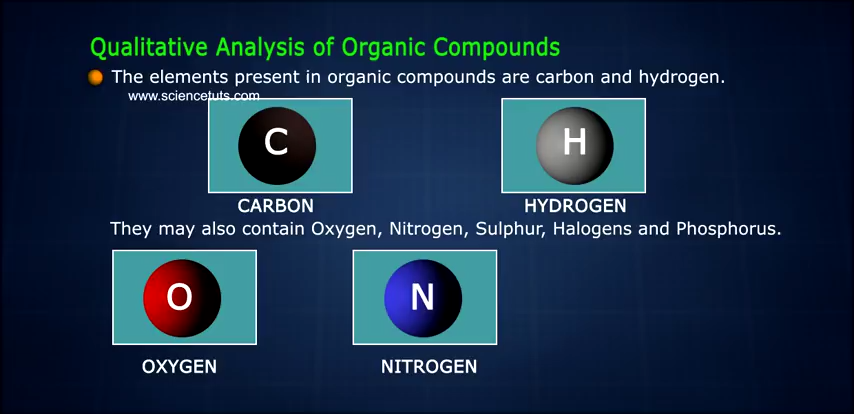 Qualitative Analysis of Organic Compounds
The elements present in organic compounds are carbon and hydrogen.
www.sciencetuts.com
C
H
CARBON
HYDROGEN
They may also contain Oxygen, Nitrogen, Sulphur, Halogens and Phosphorus.
O
N
OXYGEN
NITROGEN